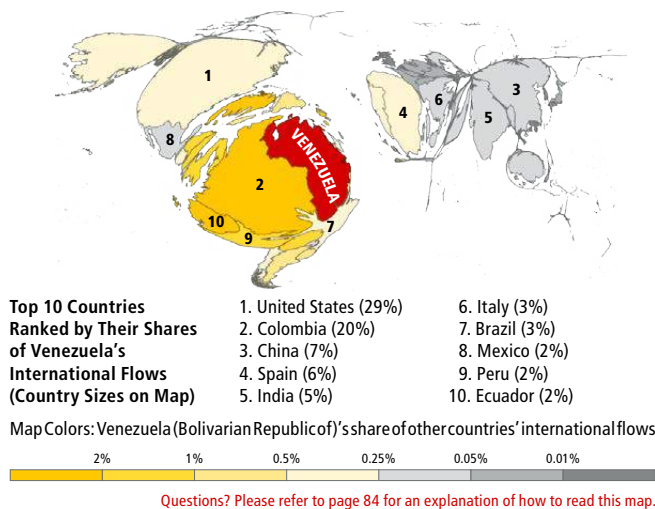 1
3
6
4
5
8
VENEZUELA
2
10
7
9
Top 10 Countries
Ranked by Their Shares
of Venezuela's
International Flows
(Country Sizes on Map)
1. United States (29%)
2. Colombia (20%)
3. China (7%)
4. Spain (6%)
5. India (5%)
6. Italy (3%)
7. Brazil (3%)
8. Mexico (2%)
9. Peru (2%)
10. Ecuador (2%)
Map Colors: Venezuela (Bolivarian Republic of)'s share of other countries' international flows
2% 1% 0.5% 0.25% 0.05% 0.01%
Questions? Please refer to page 84 for an explanation of how to read this map.